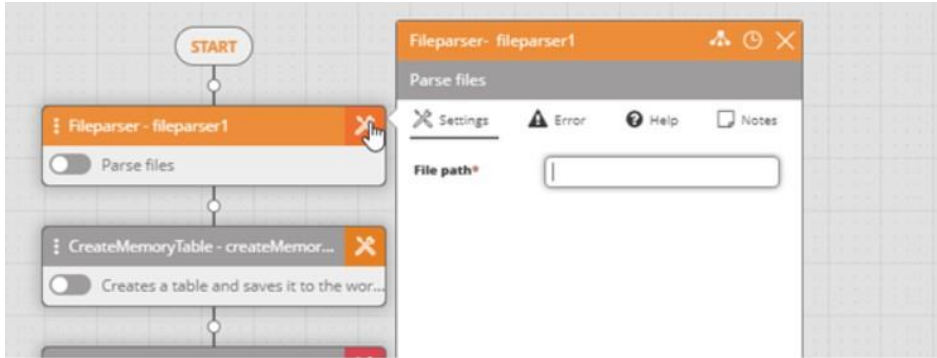 START
Fileparser - fileparser1
Parse files
CreateMemoryTable - createMemor...
Creates a table and saves it to the wor...
Fileparser- fileparser1
Parse files
Settings Error Help Notes
File path*